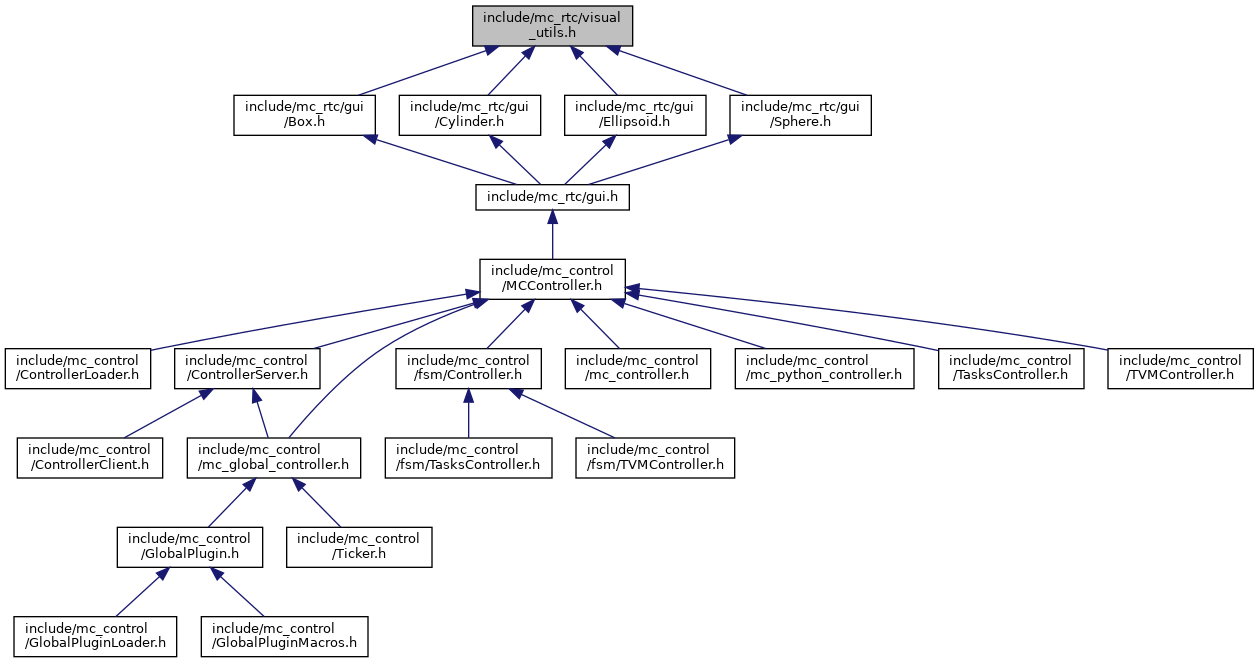 include/mc_rtc/visual
_utils.h
include/mc_rtc/gui
/Box.h
include/mc_rtc/gui
/Cylinder.h
include/mc_rtc/gui
/Ellipsoid.h
include/mc_rtc/gui
/Sphere.h
include/mc_rtc/gui.h
include/mc_control
/MCController.h
include/mc_control
/ControllerLoader.h
include/mc_control
/ControllerServer.h
include/mc_control
/fsm/Controller.h
include/mc_control
/mc_controller.h
include/mc_control
/mc_python_controller.h
include/mc_control
/TasksController.h
include/mc_control
/TVMController.h
include/mc_control
/ControllerClient.h
include/mc_control
/mc_global_controller.h
include/mc_control
/fsm/TasksController.h
include/mc_control
/fsm/TVMController.h
include/mc_control
/GlobalPlugin.h
include/mc_control
/Ticker.h
include/mc_control
/GlobalPluginLoader.h
include/mc_control
/GlobalPluginMacros.h